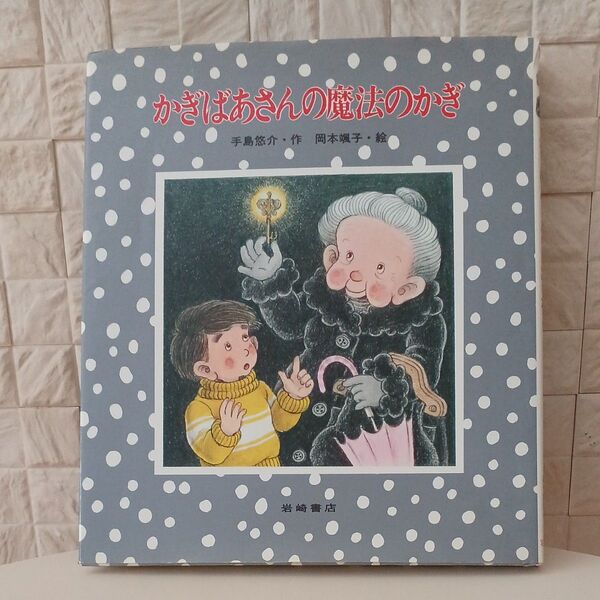 かぎばあさんの魔法のかぎ
手島悠介・作　岡本颯子・絵
岩崎書店